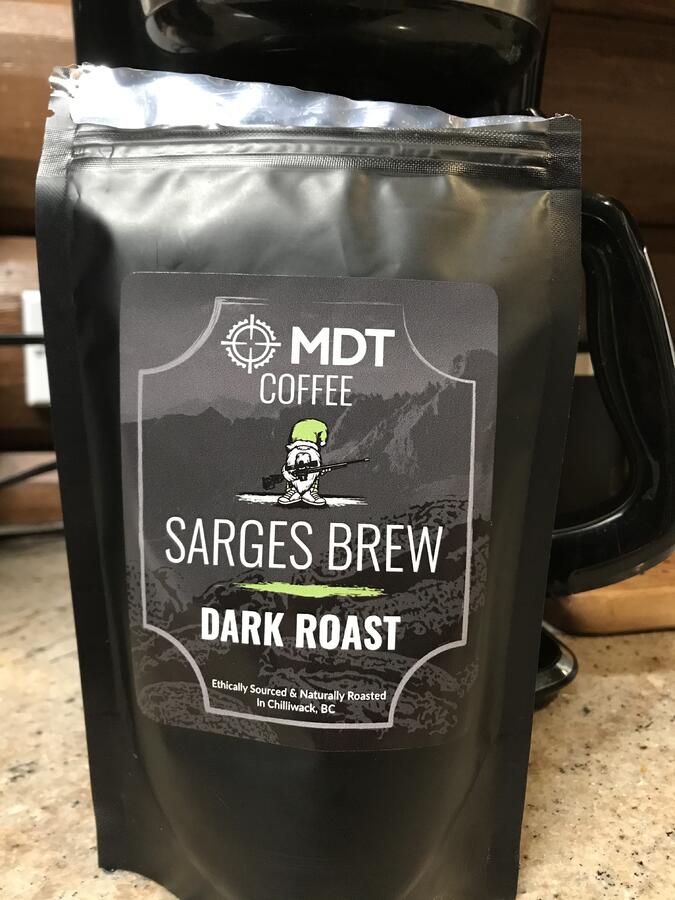 MDT
COFFEE
SARGES BREW
DARK ROAST
Ethically Sourced & Naturally Roasted
In Chilliwack, BC